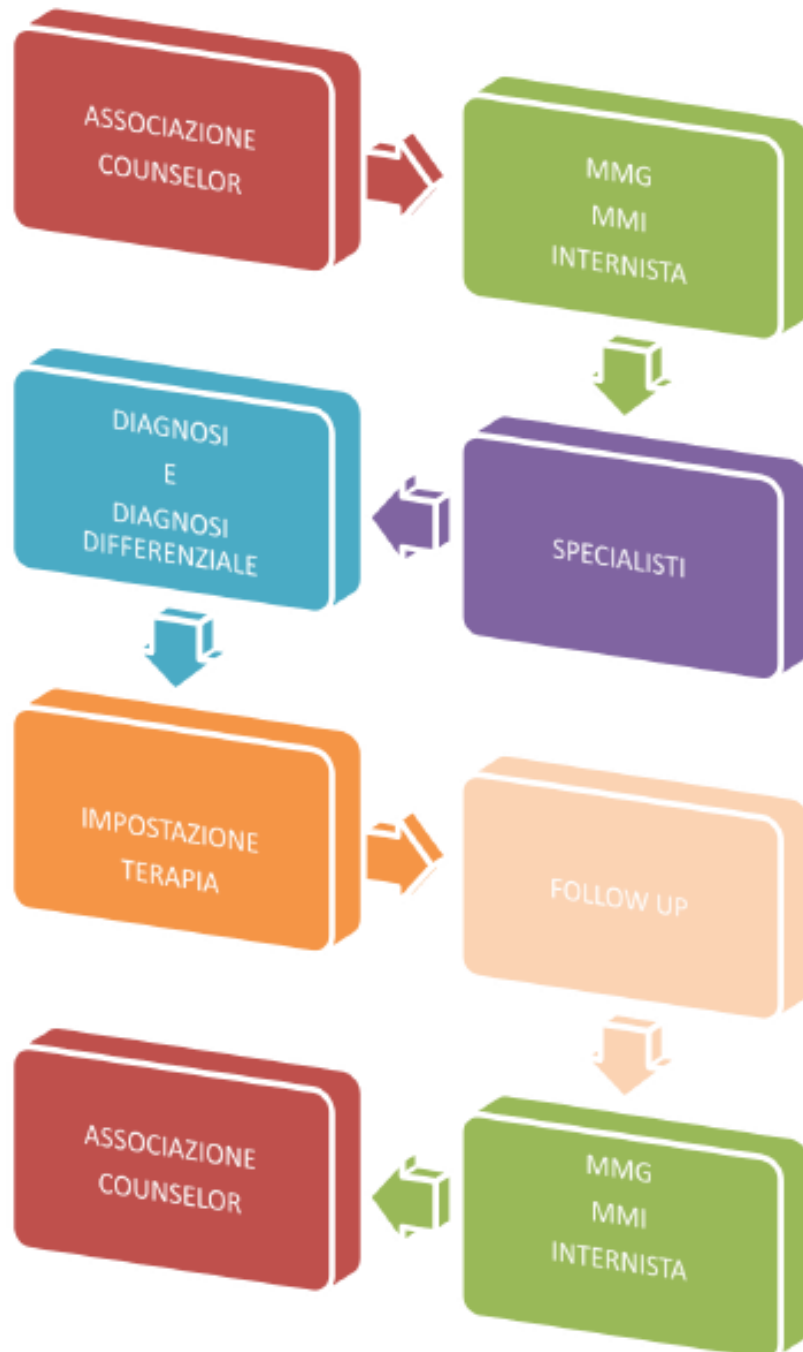 ASSOCIAZIONE
COUNSELOR
MMG
MMI
INTERNISTA
SPECIALISTI
DIAGNOSI
E
DIAGNOSI
DIFFERENZIALE
IMPOSTAZIONE
TERAPIA
FOLLOW UP
MMG
MMI
INTERNISTA
ASSOCIAZIONE
COUNSELOR